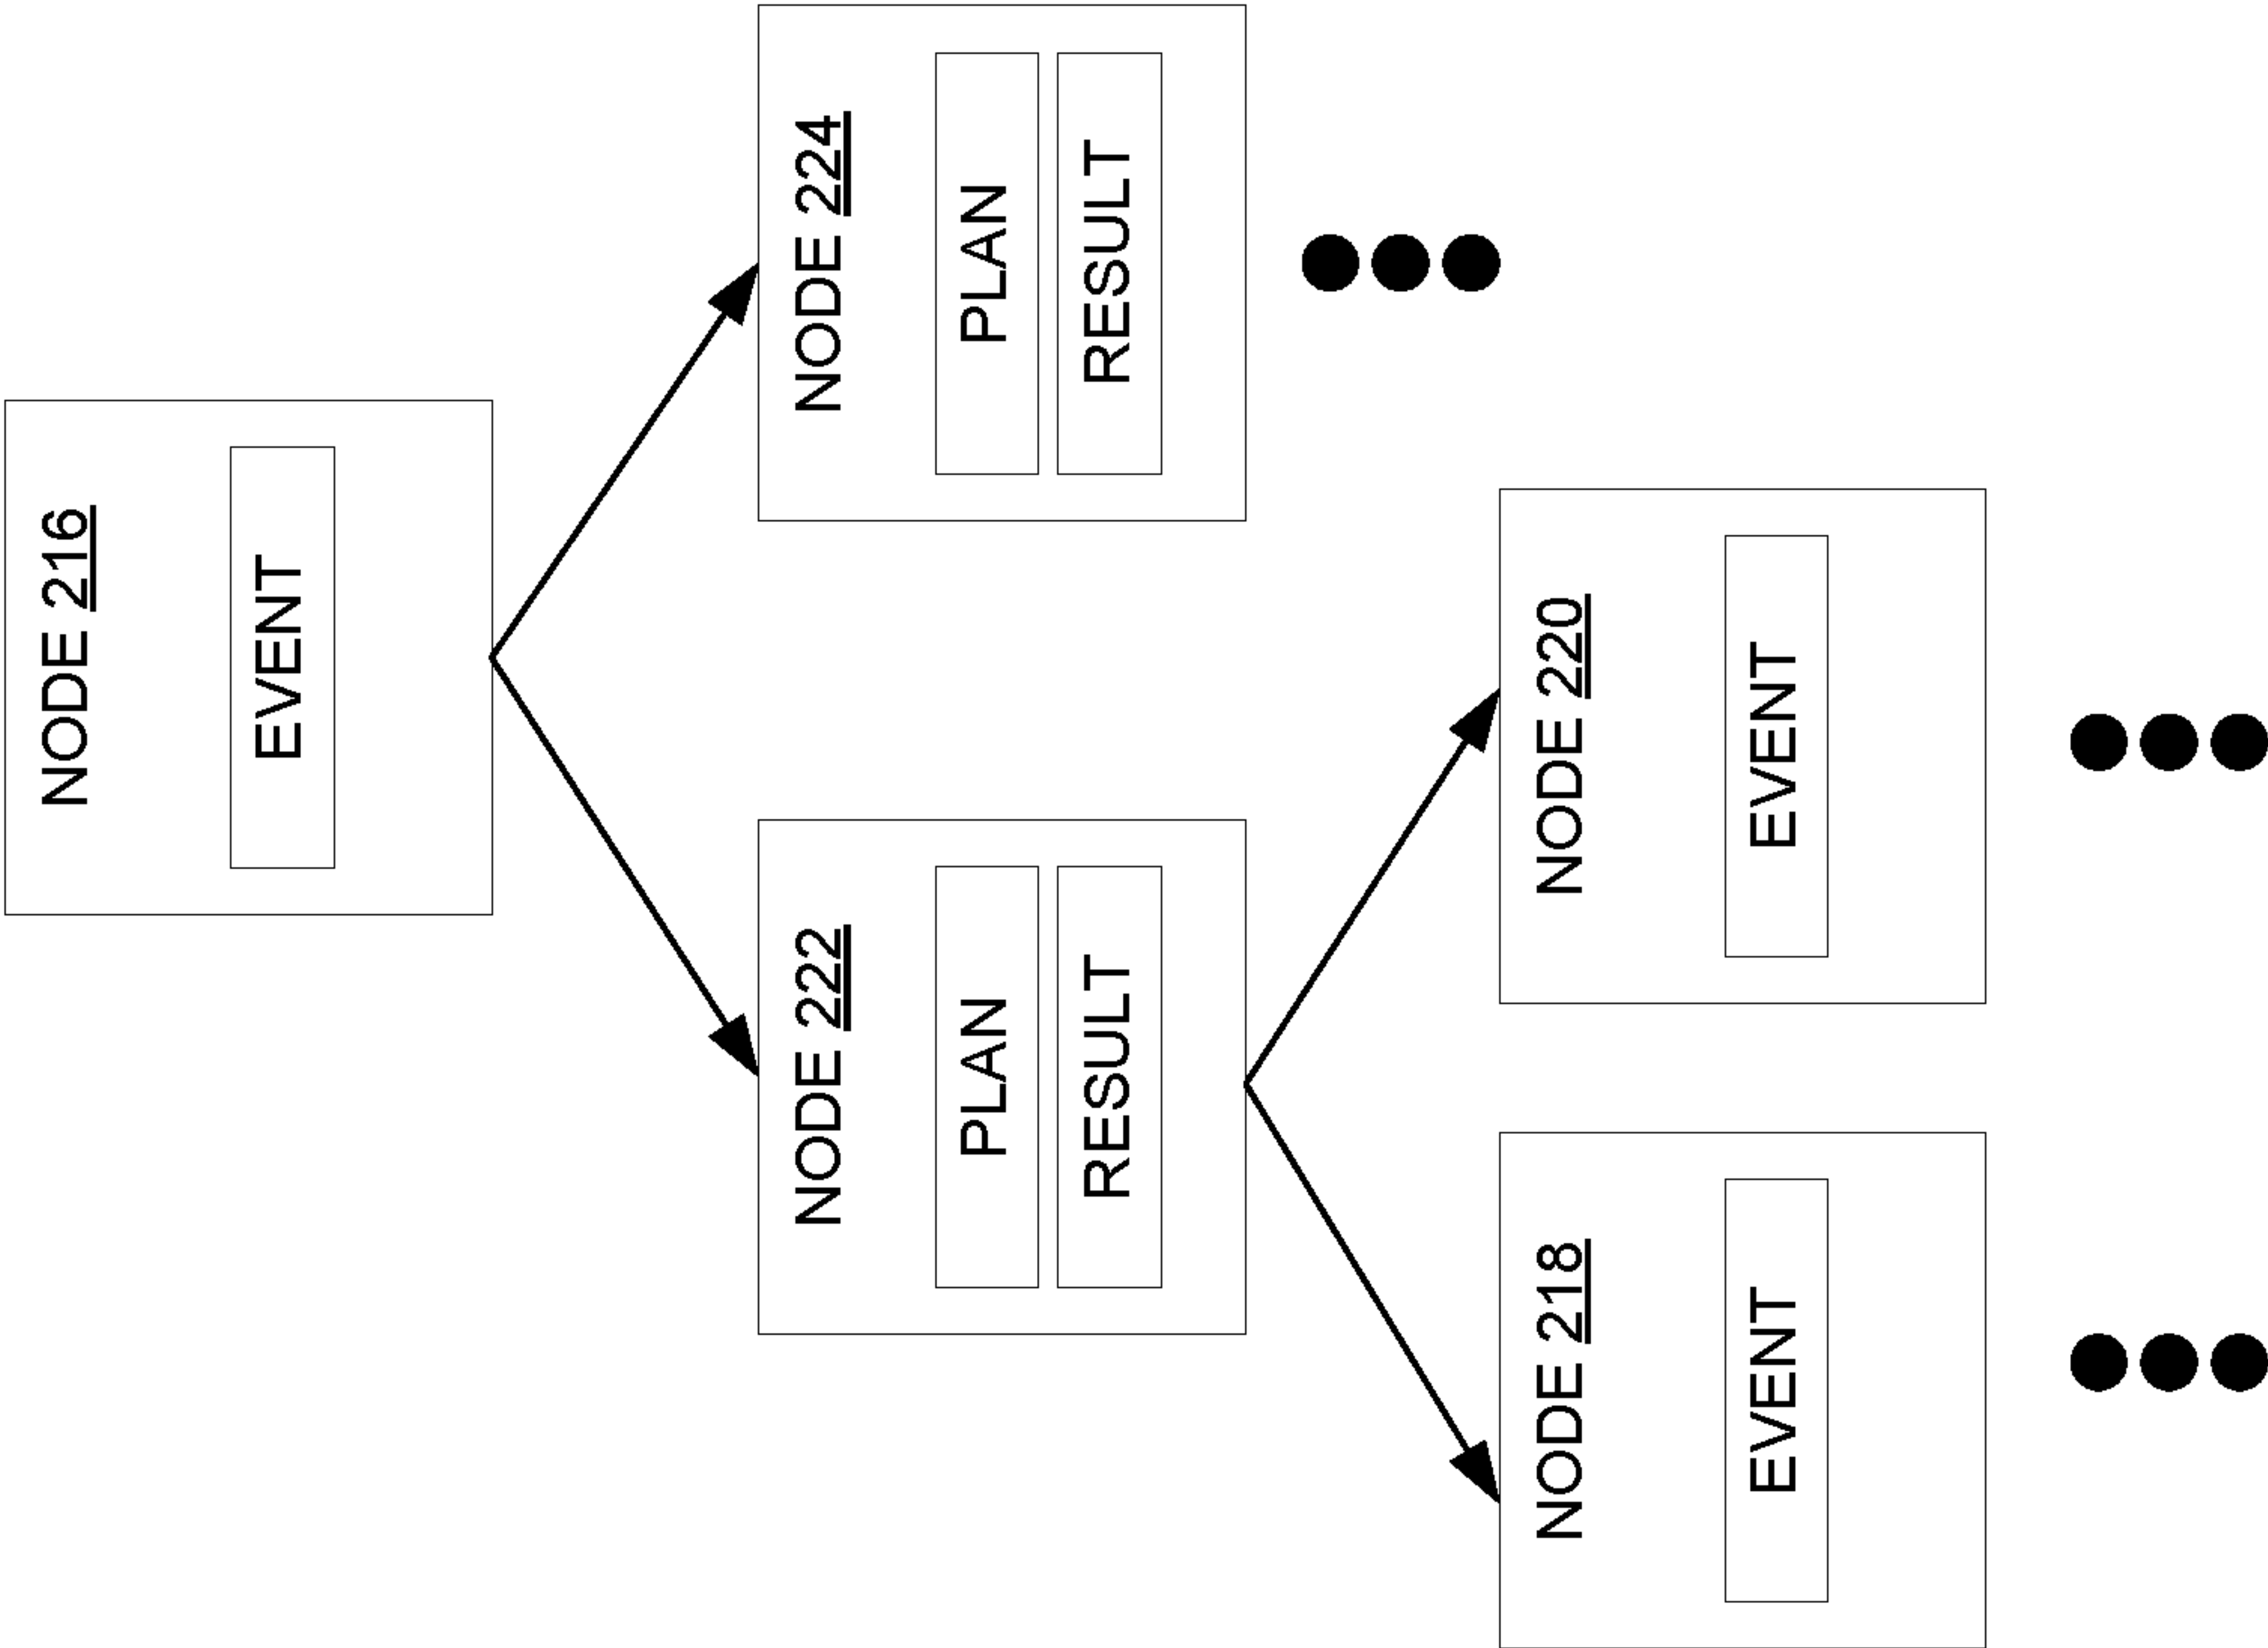 NODE 216
EVENT
NODE 222
PLAN
RESULT
NODE 224
PLAN
RESULT
NODE 218
EVENT
NODE 220
EVENT